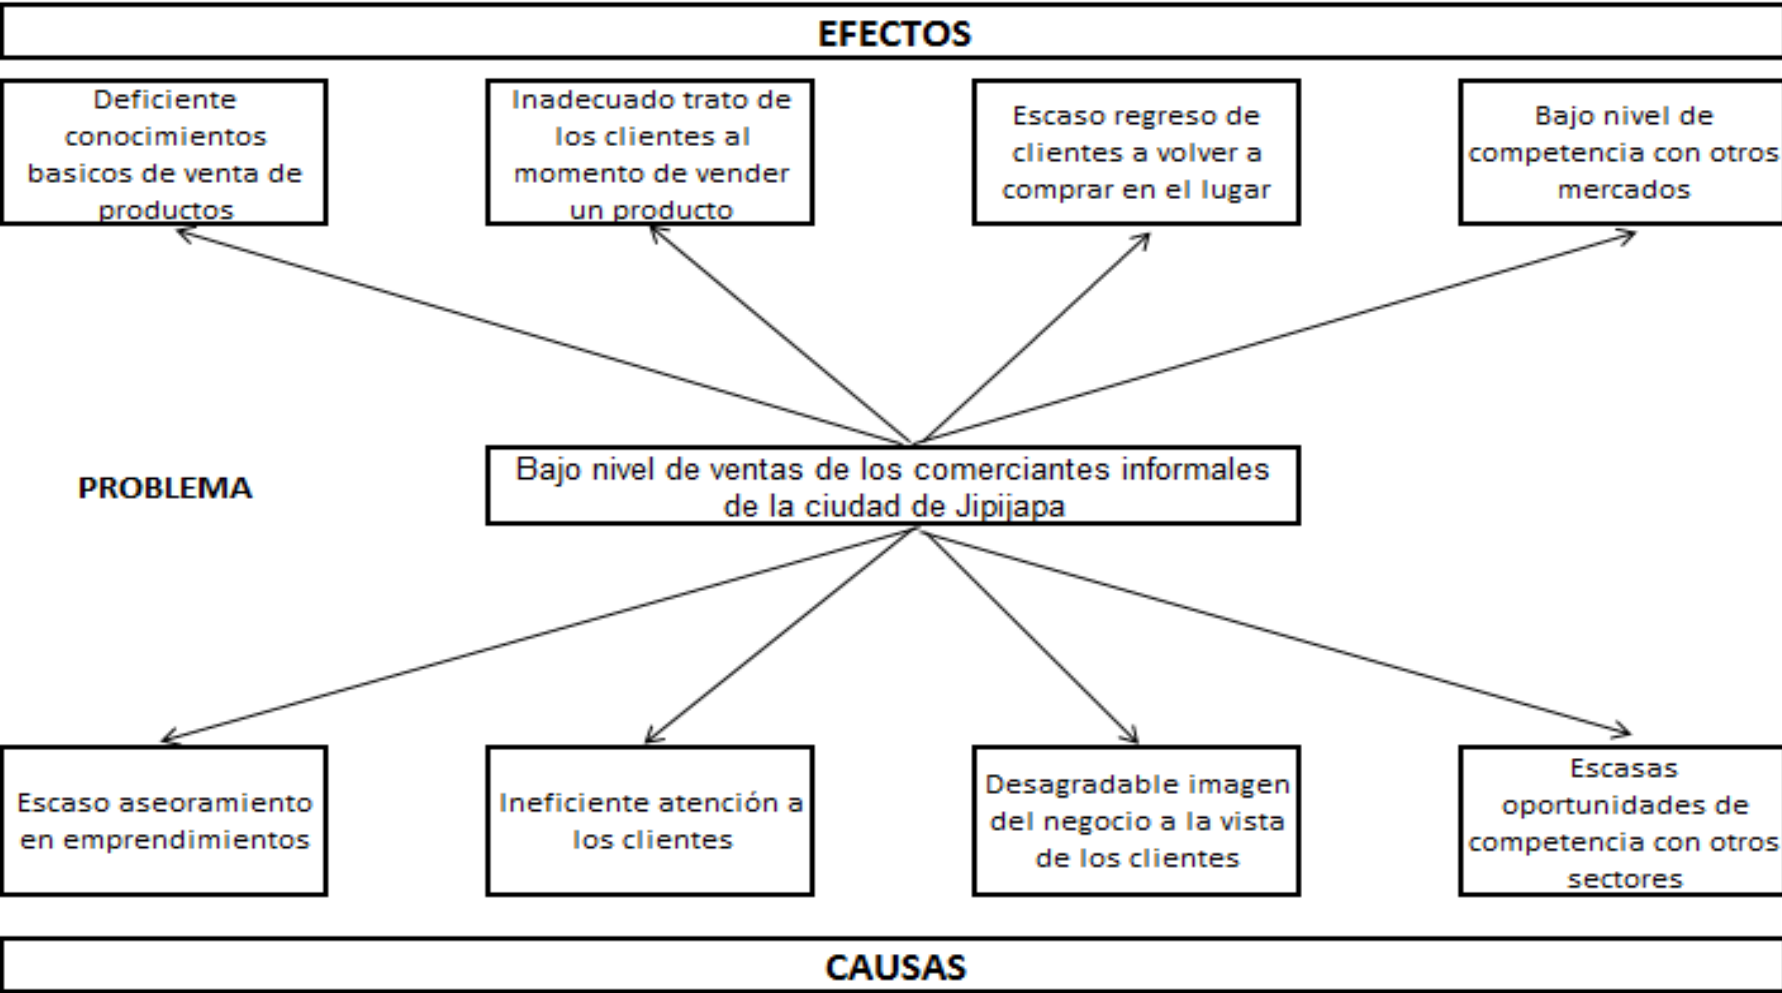 EFECTOS
Deficiente
conocimientos
basicos de venta de
productos
Inadecuado trato de
los clientes al
momento de vender
un producto
Escaso regreso de
clientes a volver a
comprar en el lugar
Bajo nivel de
competencia con otros
mercados
PROBLEMA
Bajo nivel de ventas de los comerciantes informales
de la ciudad de Jipijapa
Escaso aseoramiento
en emprendimientos
Ineficiente atención a
los clientes
Desagradable imagen
del negocio a la vista
de los clientes
Escasas
oportunidades de
competencia con otros
sectores
CAUSAS